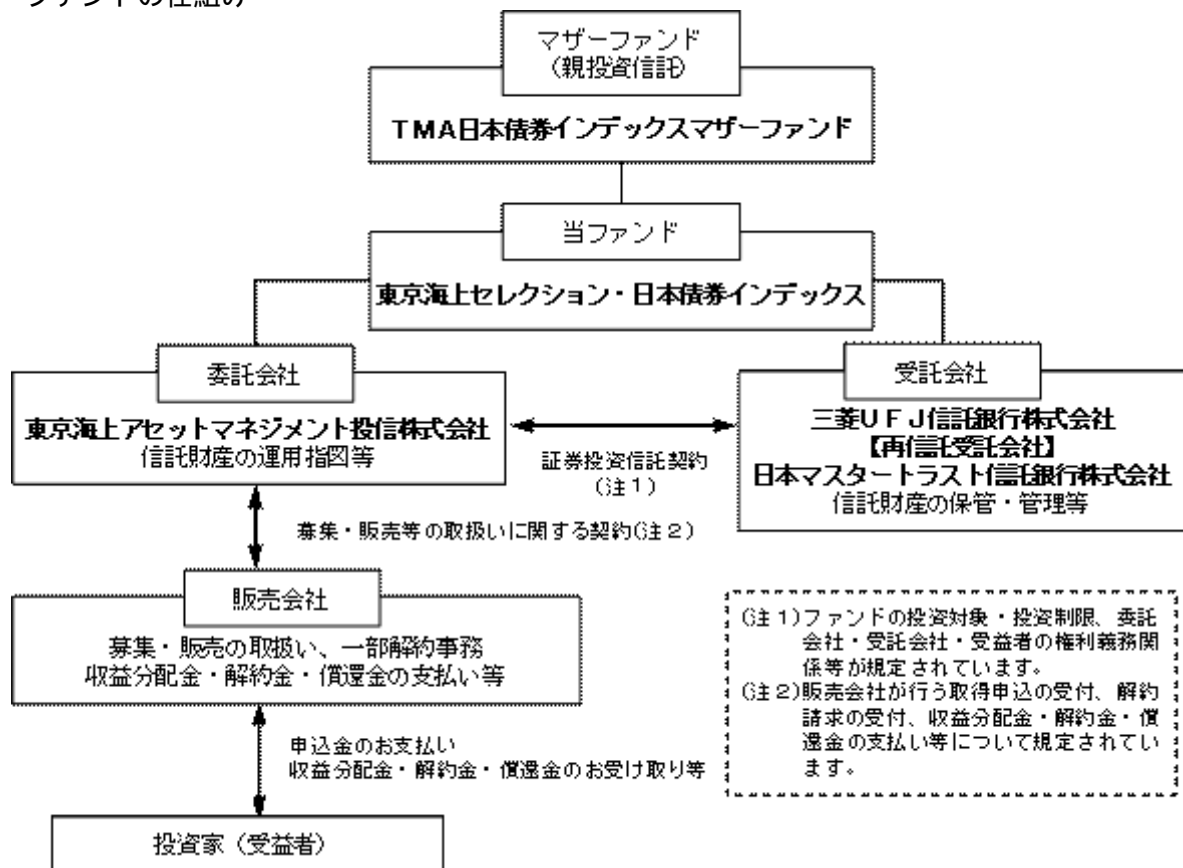 ファンドの仕組み
マザーファンド
（親投資信託）
ＴＭＡ日本債券インデックスマザーファンド
当ファンド
東京海上セレクション・日本債券インデックス
委託会社
東京海上アセットマネジメント投信株式会社
信託財産の運用指図等
証券投資信託契約
（注１）
受託会社
三菱ＵＦＪ信託銀行株式会社
【再信託受託会社】
日本マスタートラスト信託銀行株式会社
信託財産の保管・管理等
募集・販売等の取扱いに関する契約（注２）
販売会社
募集・販売の取扱い、一部解約事務
収益分配金・解約金・償還金の支払い等
申込金のお支払い
収益分配金・解約金・償還金のお受け取り等
投資家（受益者）
（注１）ファンドの投資対象・投資制限、委託
会社・受託会社・受益者の権利義務関
係等が規定されています。
（注２）販売会社が行う取得申込の受付、解約
請求の受付、収益分配金・解約金・償
還金の支払い等について規定されてい
ます。